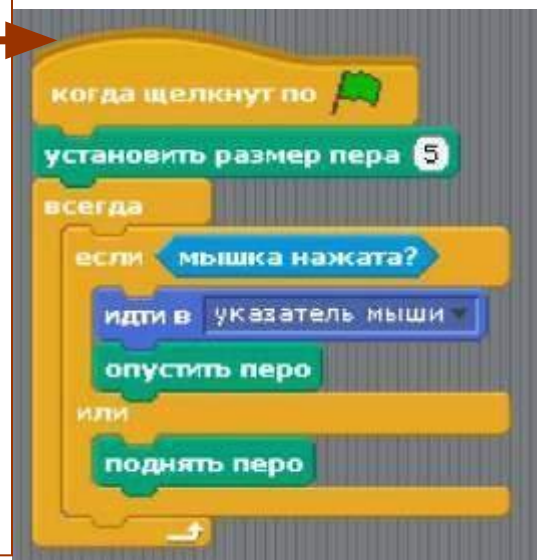 когда щелкнут по
установить размер пера 5
всегда
если мышка нажата?
идти в указатель мыши
опустить перо
или
поднять перо